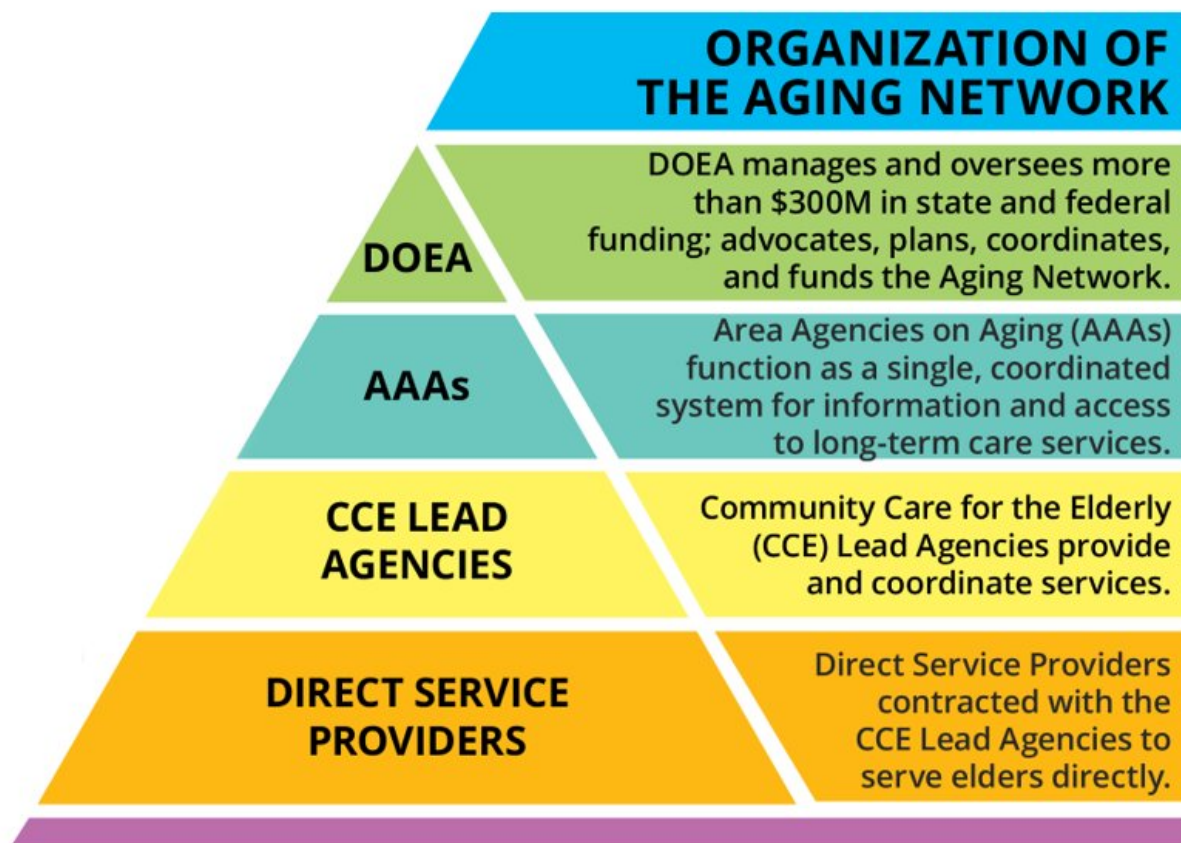 ORGANIZATION OF
THE AGING NETWORK
DOEA
DOEA manages and oversees more
than $300M in state and federal
funding; advocates, plans, coordinates,
and funds the Aging Network.
AAAs
Area Agencies on Aging (AAAs)
function as a single, coordinated
system for information and access
to long-term care services.
CCE LEAD
AGENCIES
Community Care for the Elderly
(CCE) Lead Agencies provide
and coordinate services.
DIRECT SERVICE
PROVIDERS
Direct Service Providers
contracted with the
CCE Lead Agencies to
serve elders directly.